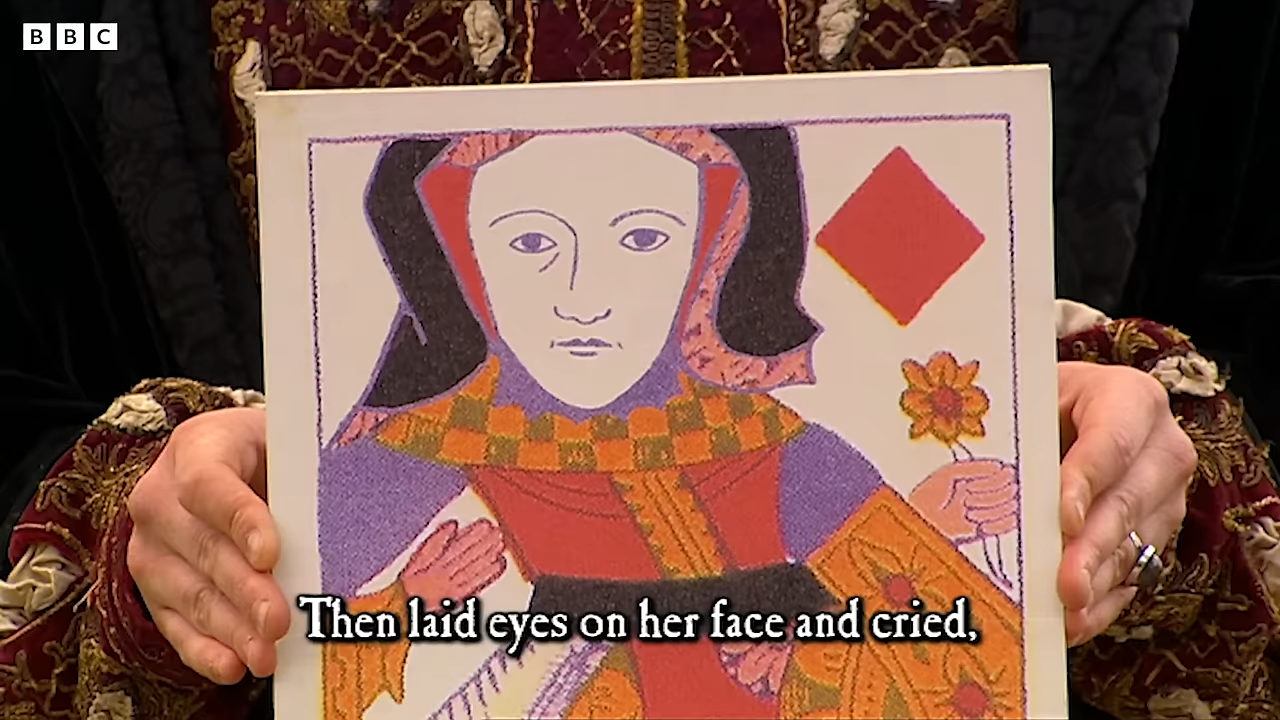 BBC
Then laid eyes on her face and cried,